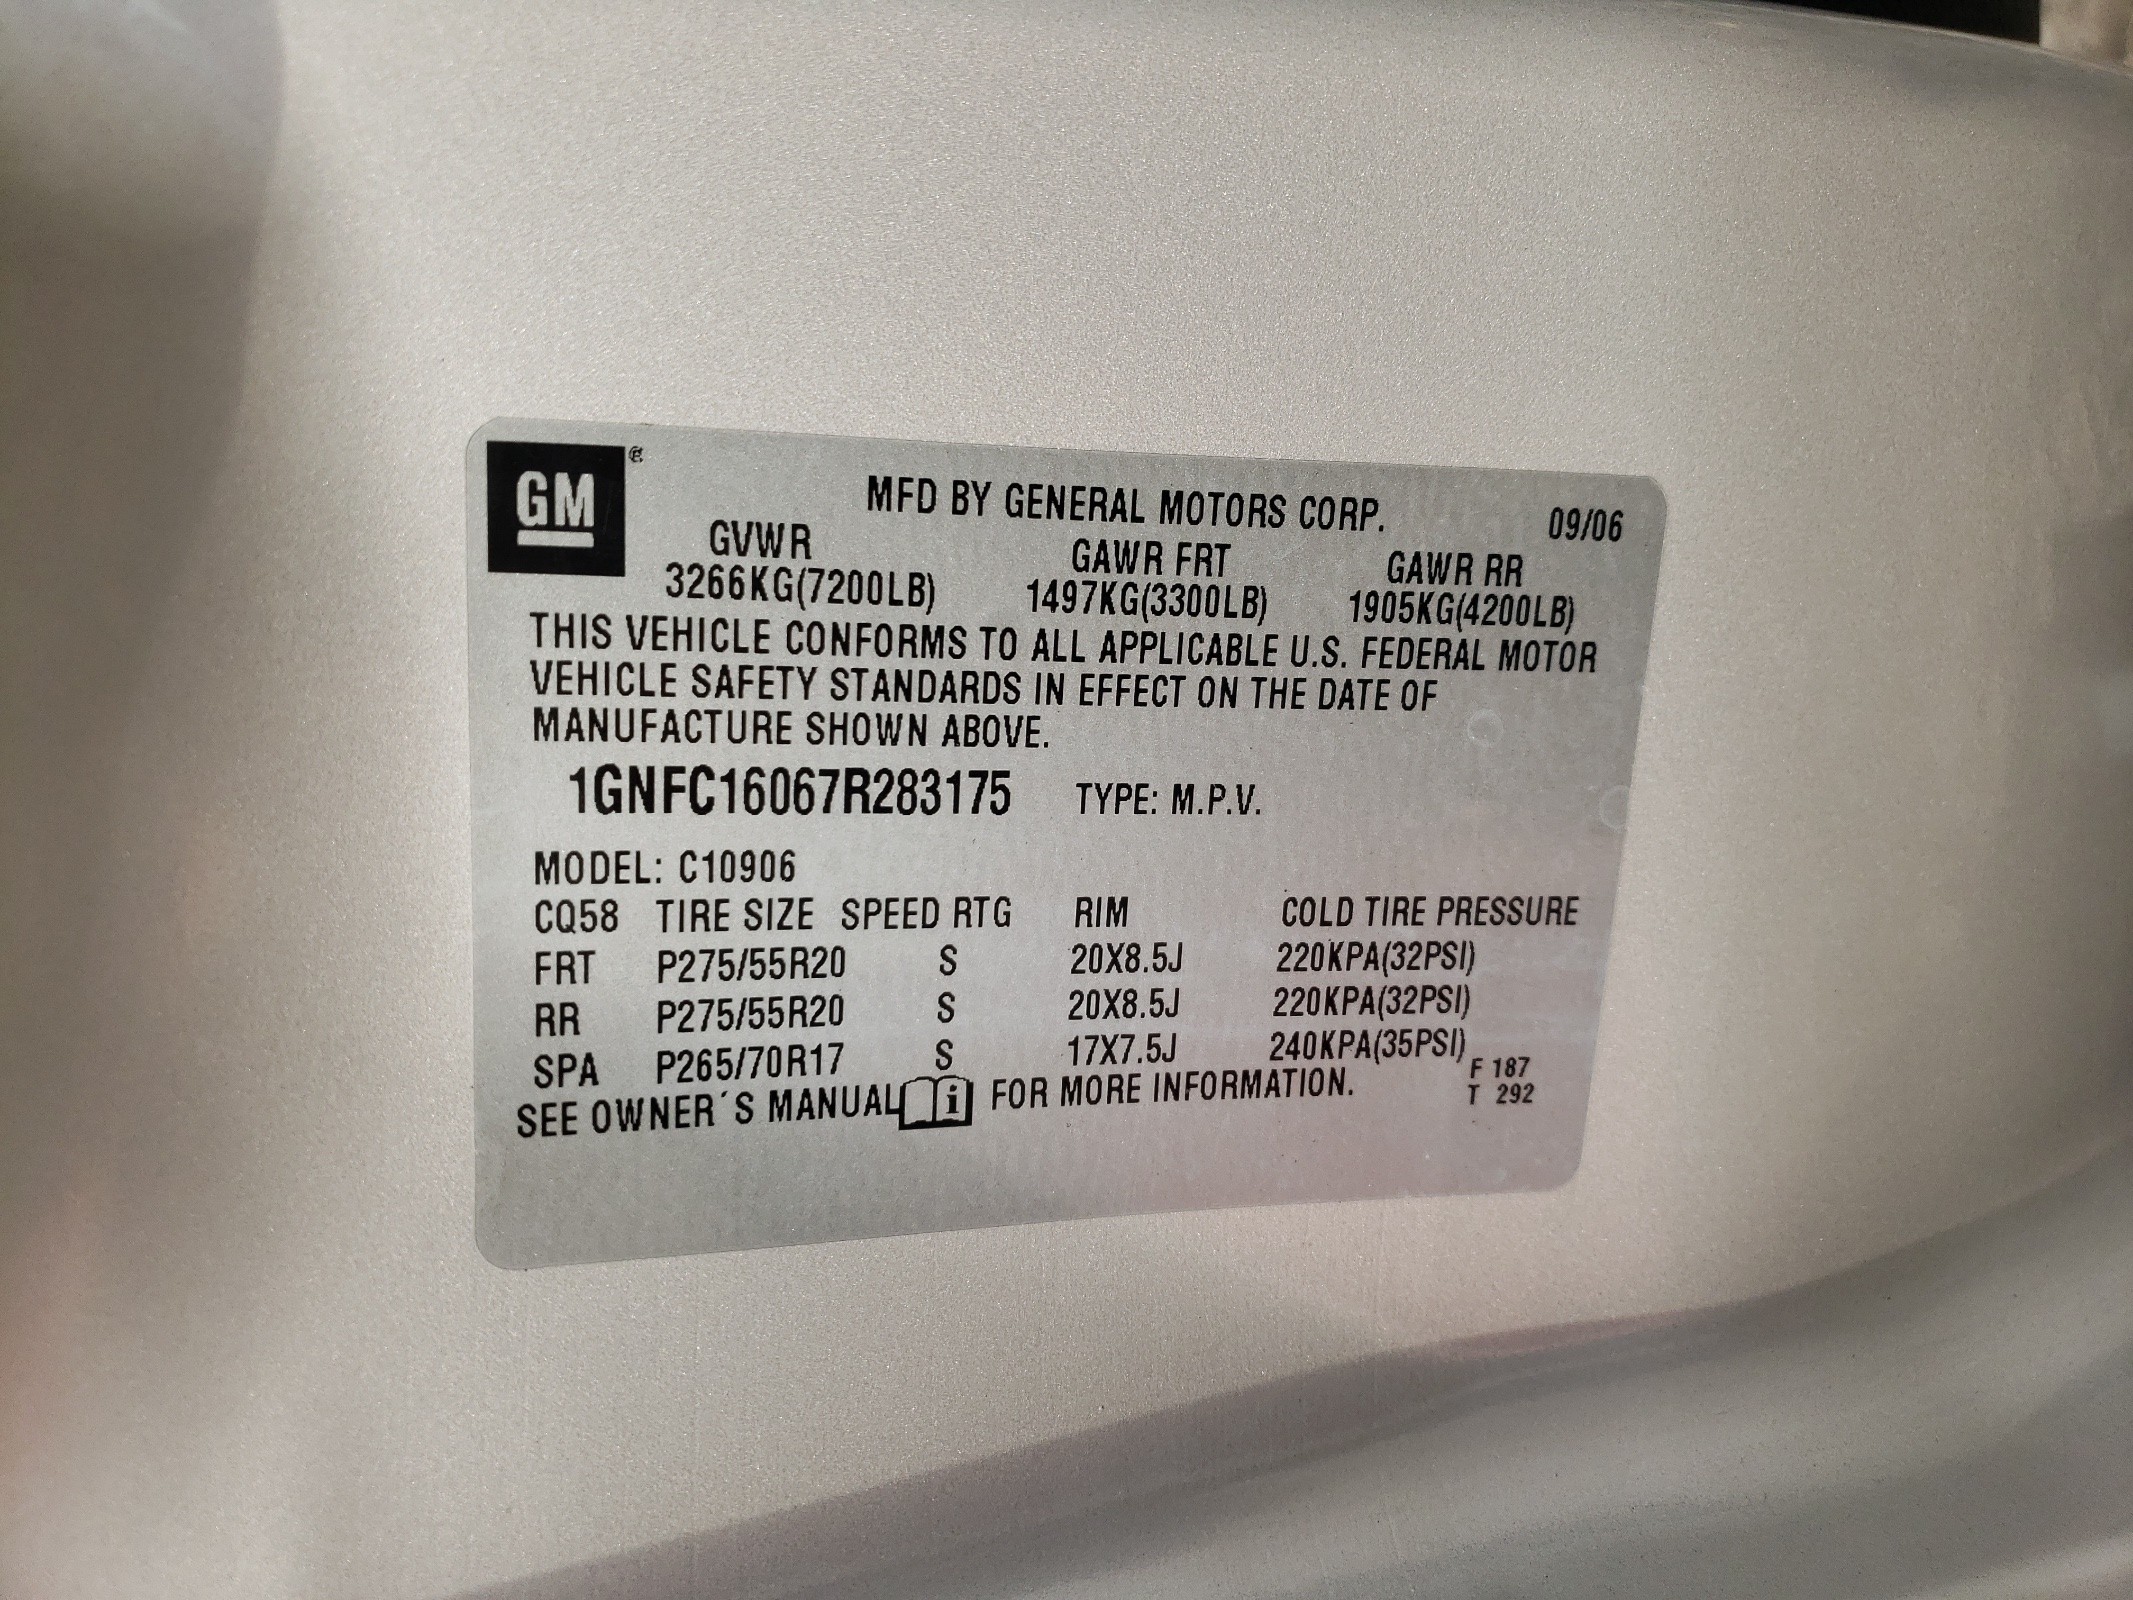 GM ®
MFD BY GENERAL MOTORS CORP. 09/06
GVWR GAWR FRT GAWR RR
3266KG(7200LB) 1497KG(3300LB) 1905KG(4200LB)
THIS VEHICLE CONFORMS TO ALL APPLICABLE U.S. FEDERAL MOTOR
VEHICLE SAFETY STANDARDS IN EFFECT ON THE DATE OF
MANUFACTURE SHOWN ABOVE.
1GNFC16067R283175 TYPE: M.P.V.
MODEL: C10906
CQ58 TIRE SIZE SPEED RTG RIM COLD TIRE PRESSURE
FRT P275/55R20 S 20X8.5J 220KPA(32PSI)
RR P275/55R20 S 20X8.5J 220KPA(32PSI)
SPA P265/70R17 S 17X7.5J 240KPA(35PSI)
F 187
SEE OWNER´S MANUAL i FOR MORE INFORMATION. T 292